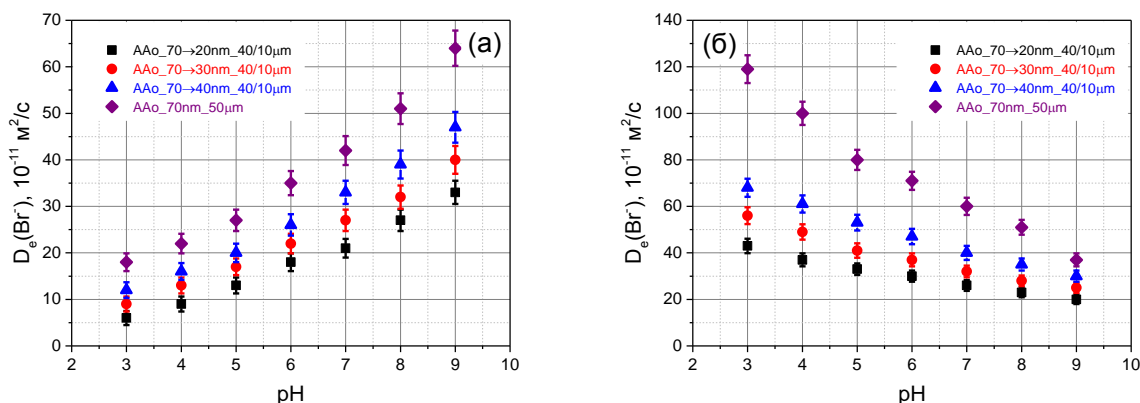 (а)
AAo_70→20nm_40/10μm
AAo_70→30nm_40/10μm
AAo_70→40nm_40/10μm
AAo_70nm_50μm
D_e(Br⁻), 10⁻¹¹ м²/с
70
60
50
40
30
20
10
0
2 3 4 5 6 7 8 9 10
pH
(б)
AAo_70→20nm_40/10μm
AAo_70→30nm_40/10μm
AAo_70→40nm_40/10μm
AAo_70nm_50μm
D_e(Br⁻), 10⁻¹¹ м²/с
140
120
100
80
60
40
20
0
2 3 4 5 6 7 8 9 10
pH